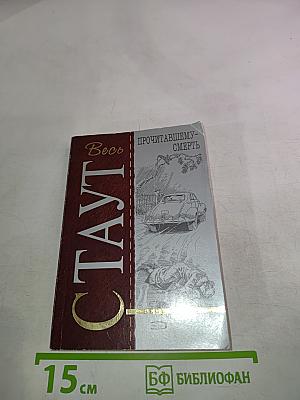 Весь
СТАУТ
ПРОЧИТАВШЕМУ-
СМЕРТЬ
15 см
БФ БИБЛИОФАН